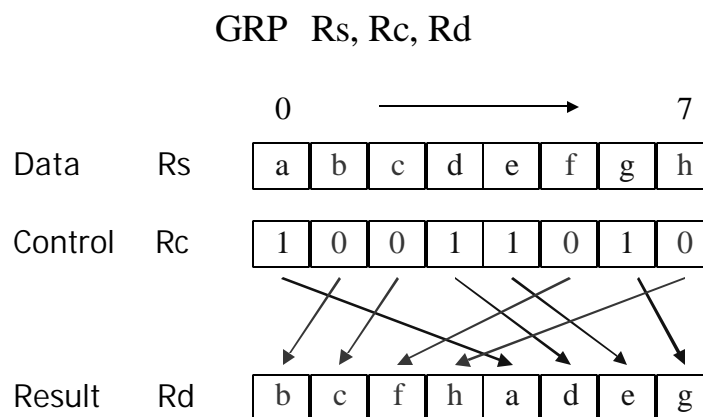 GRP Rs, Rc, Rd
0 7
Data Rs a b c d e f g h
Control Rc 1 0 0 1 1 0 1 0
Result Rd b c f h a d e g